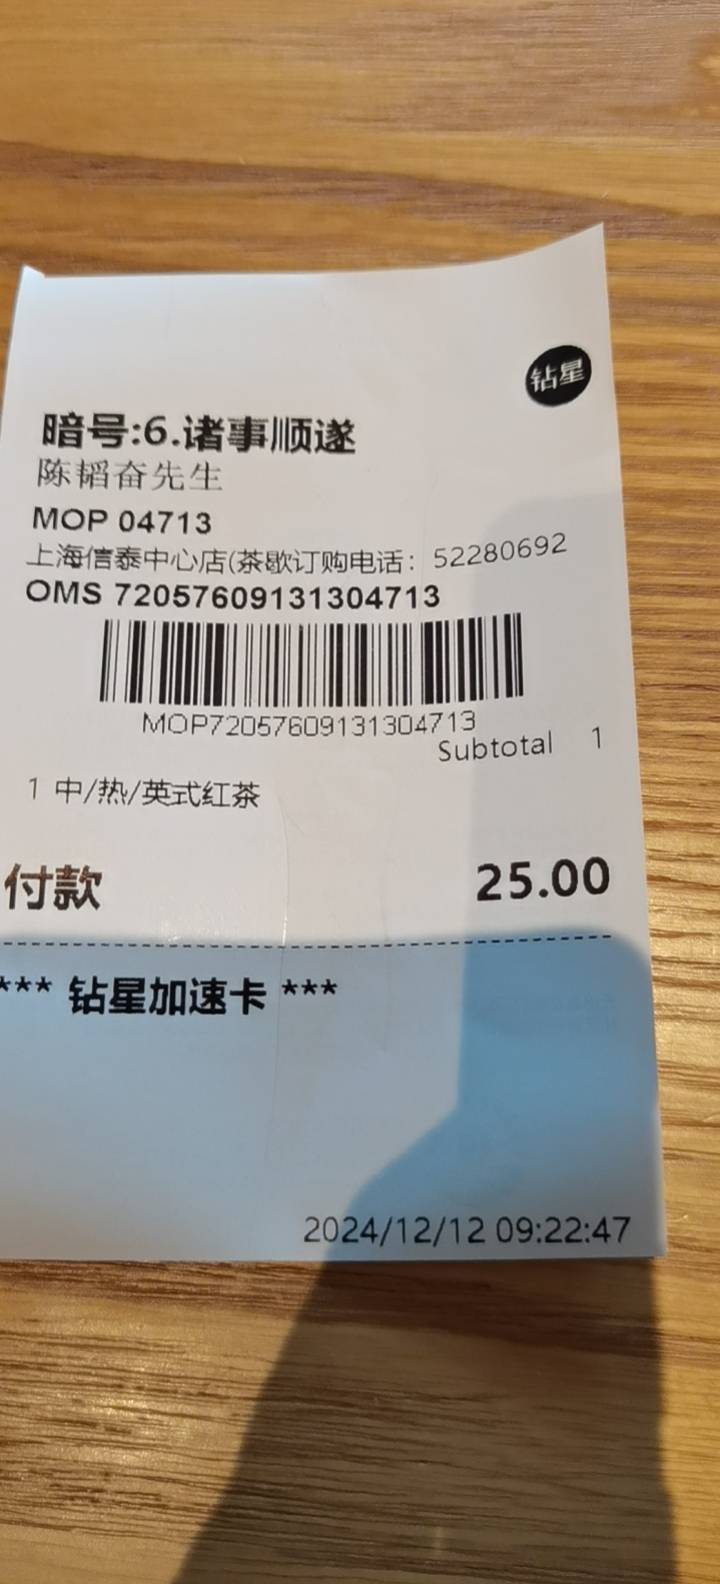 钻星
暗号:6.诸事顺遂
陈韬奋先生
MOP 04713
上海信泰中心店(茶歇订购电话: 52280692
OMS 72057609131304713
MOP72057609131304713
Subtotal 1
1 中/热/英式红茶
付款 25.00
*** 钻星加速卡 ***
2024/12/12 09:22:47